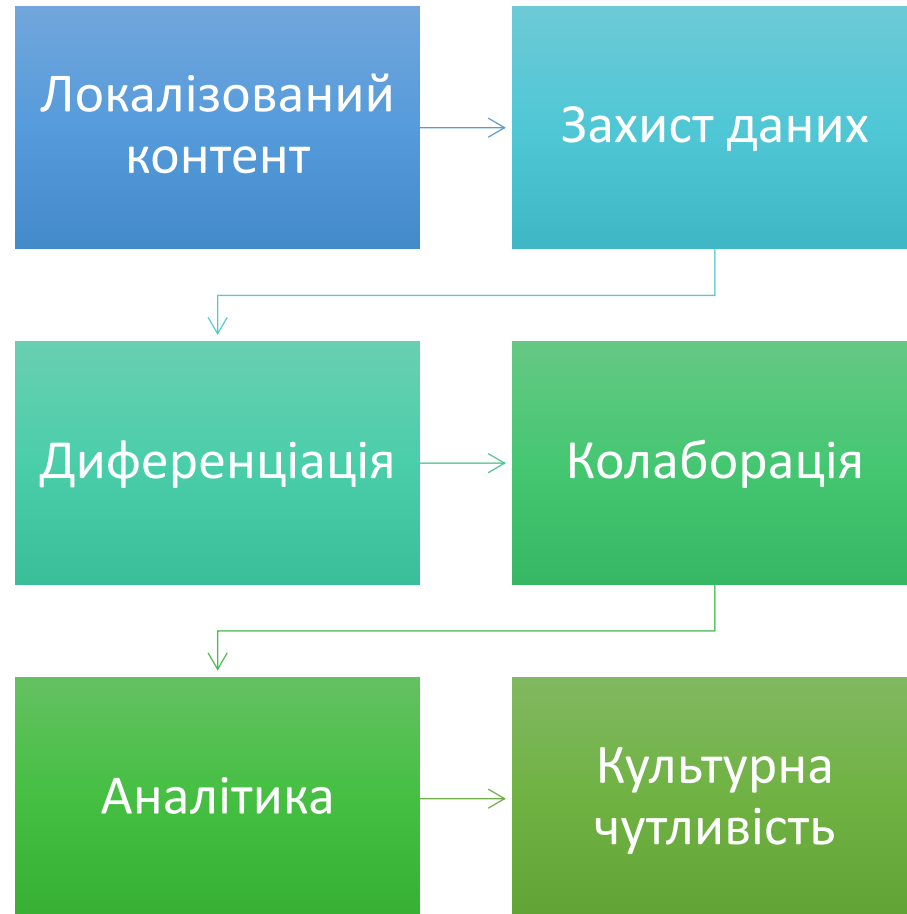 Локалізований
контент
Захист даних
Диференціація
Колаборація
Аналітика
Культурна
чутливість